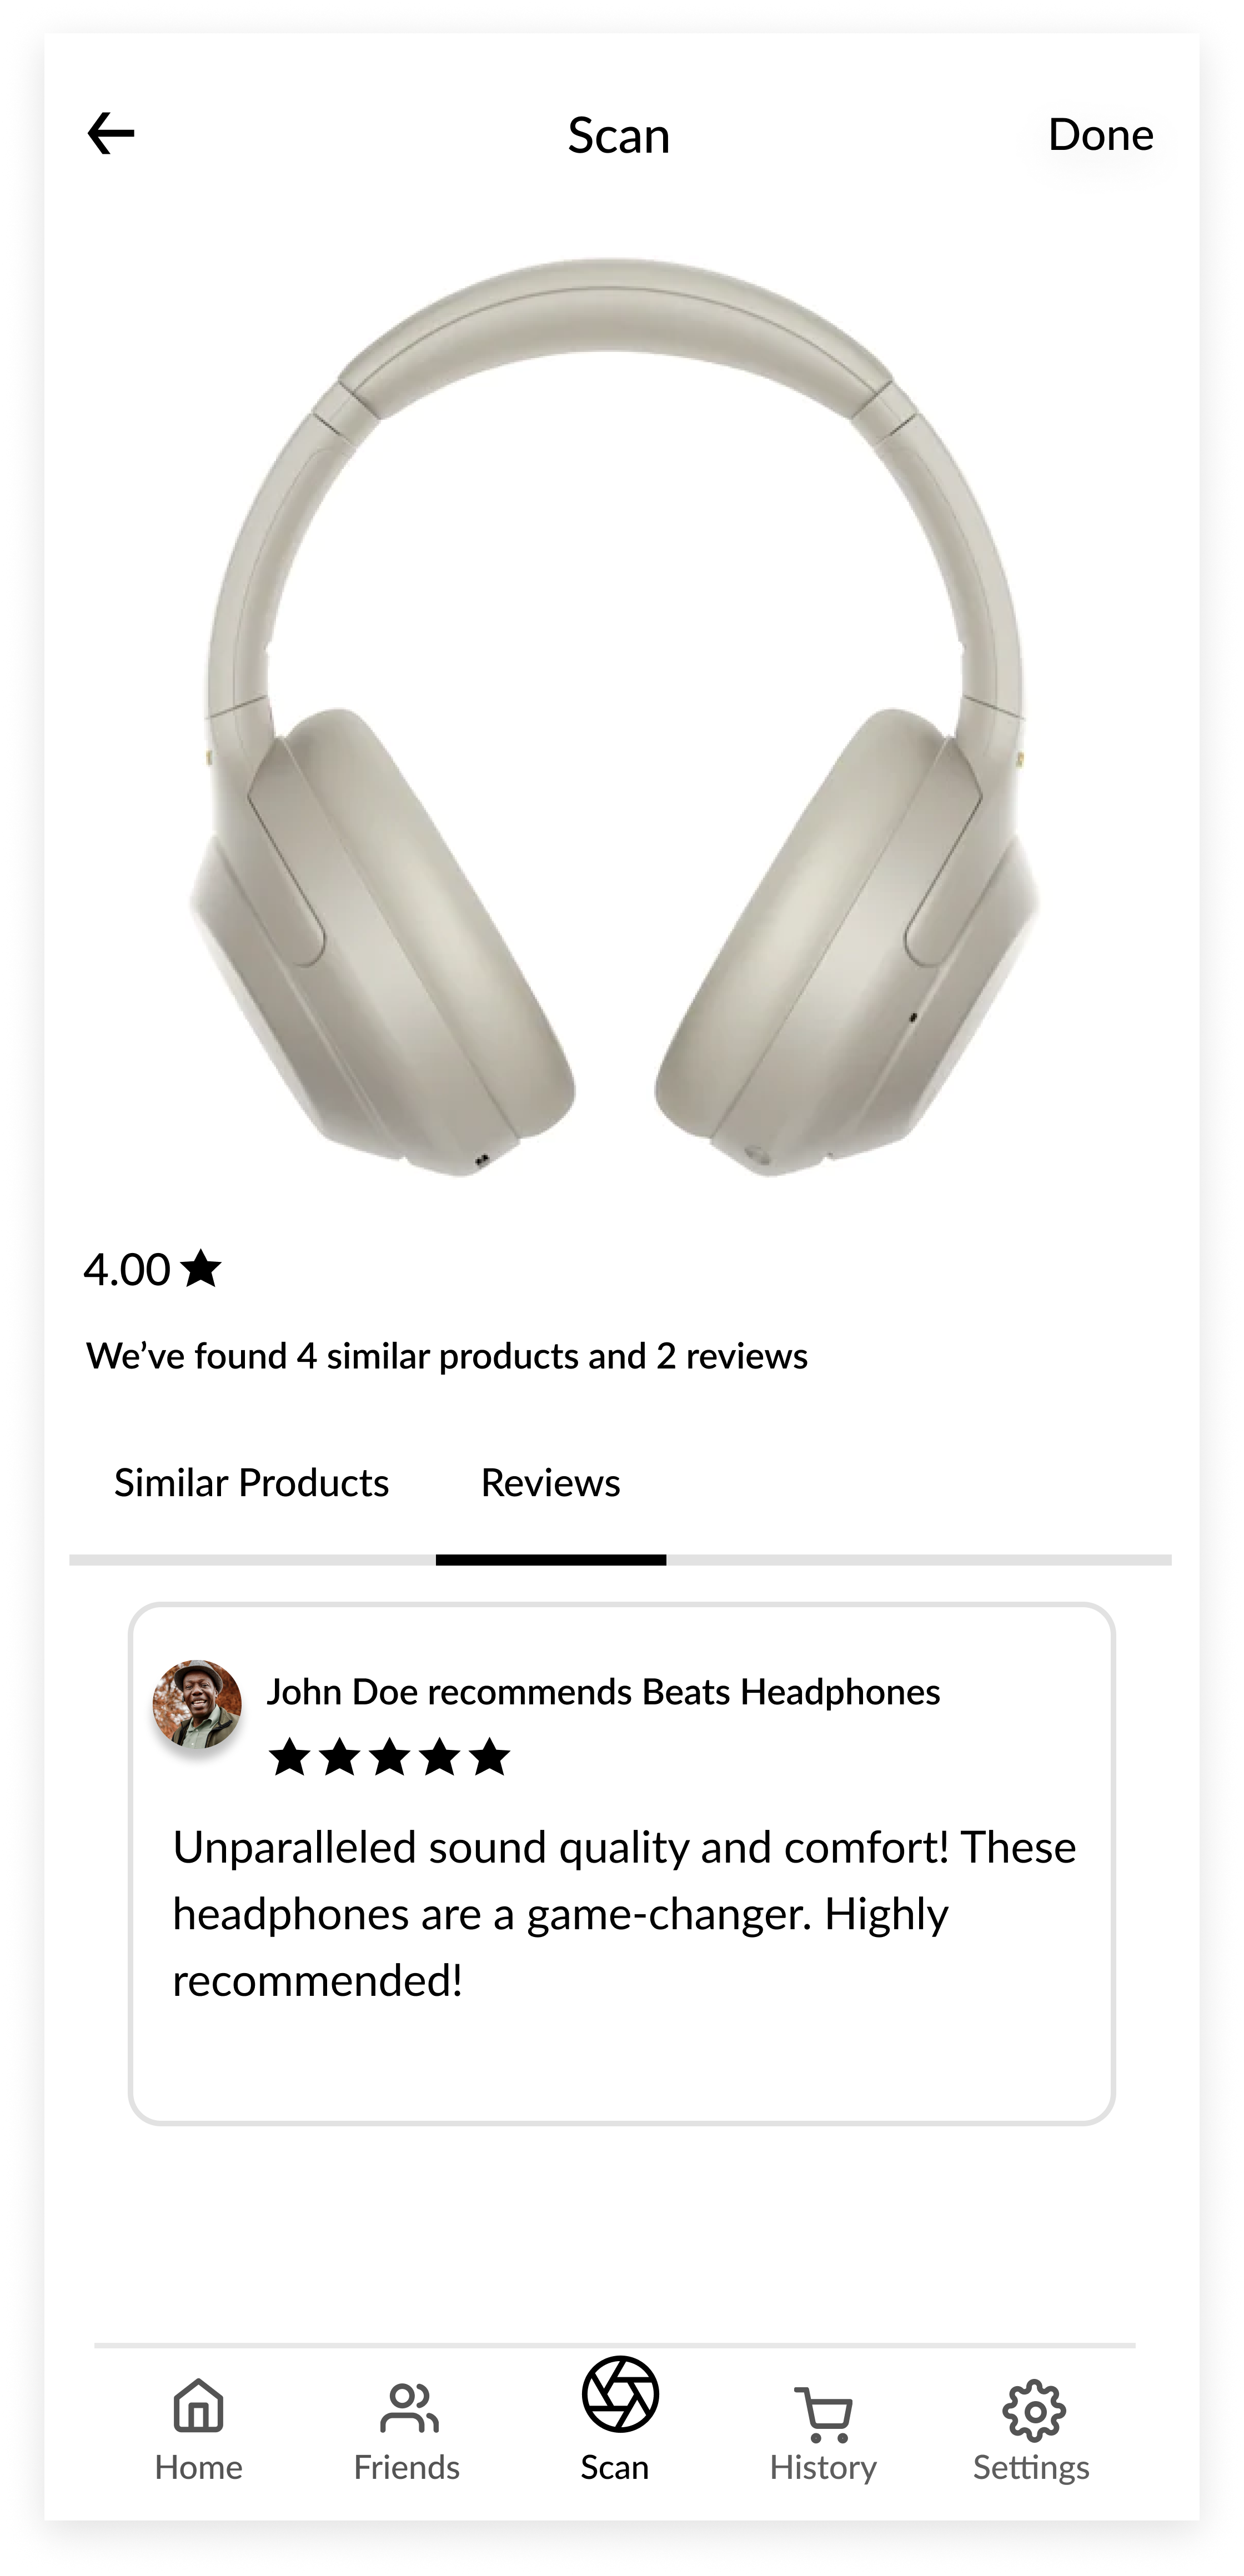 Scan
Done
4.00
We’ve found 4 similar products and 2 reviews
Similar Products
Reviews
John Doe recommends Beats Headphones
Unparalleled sound quality and comfort! These
headphones are a game-changer. Highly
recommended!
Home
Friends
Scan
History
Settings